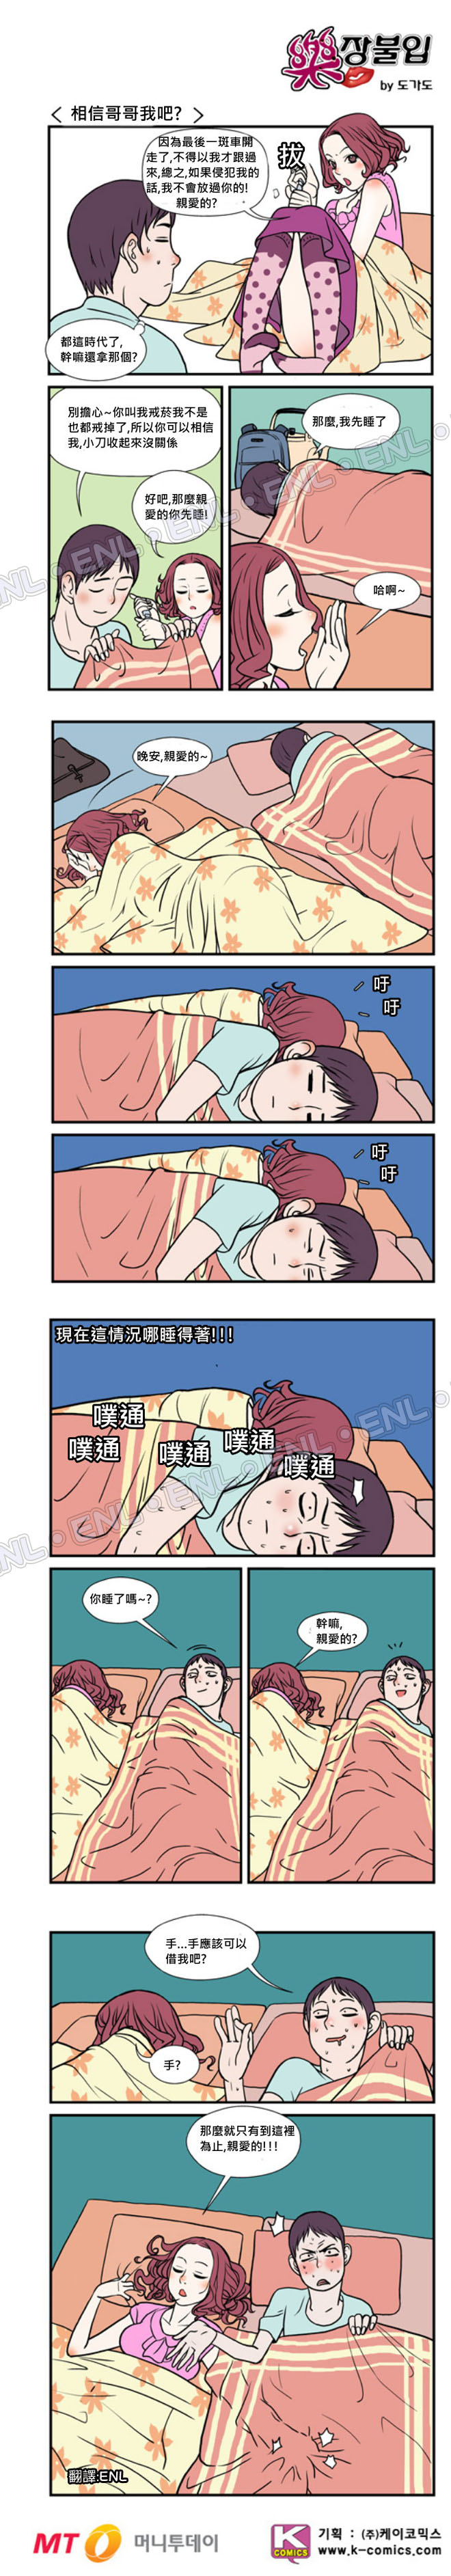 樂장불입
by 도가도
< 相信哥哥我吧? >
因為最後一班車開
走了,不得以我才跟過
來,總之,如果侵犯我的
話,我不會放過你的!
親愛的?
拔
都這時代了,
幹嘛還拿那個?
別擔心~你叫我戒菸我不是
也都戒掉了,所以你可以相信
我,小刀收起來沒關係
好吧,那麼親
愛的你先睡!
那麼,我先睡了
哈啊~
晚安,親愛的~
吁
吁
吁
吁
現在這情況哪睡得著!!!
噗通
噗通
噗通
噗通
噗通
你睡了嗎~?
幹嘛,
親愛的?
手...手應該可以
借我吧?
手?
那麼就只有到這裡
為止,親愛的!!!
翻譯:ENL
ENL
MT 머니투데이
K COMICS
기획 : (주)케이코믹스
www.k-comics.com